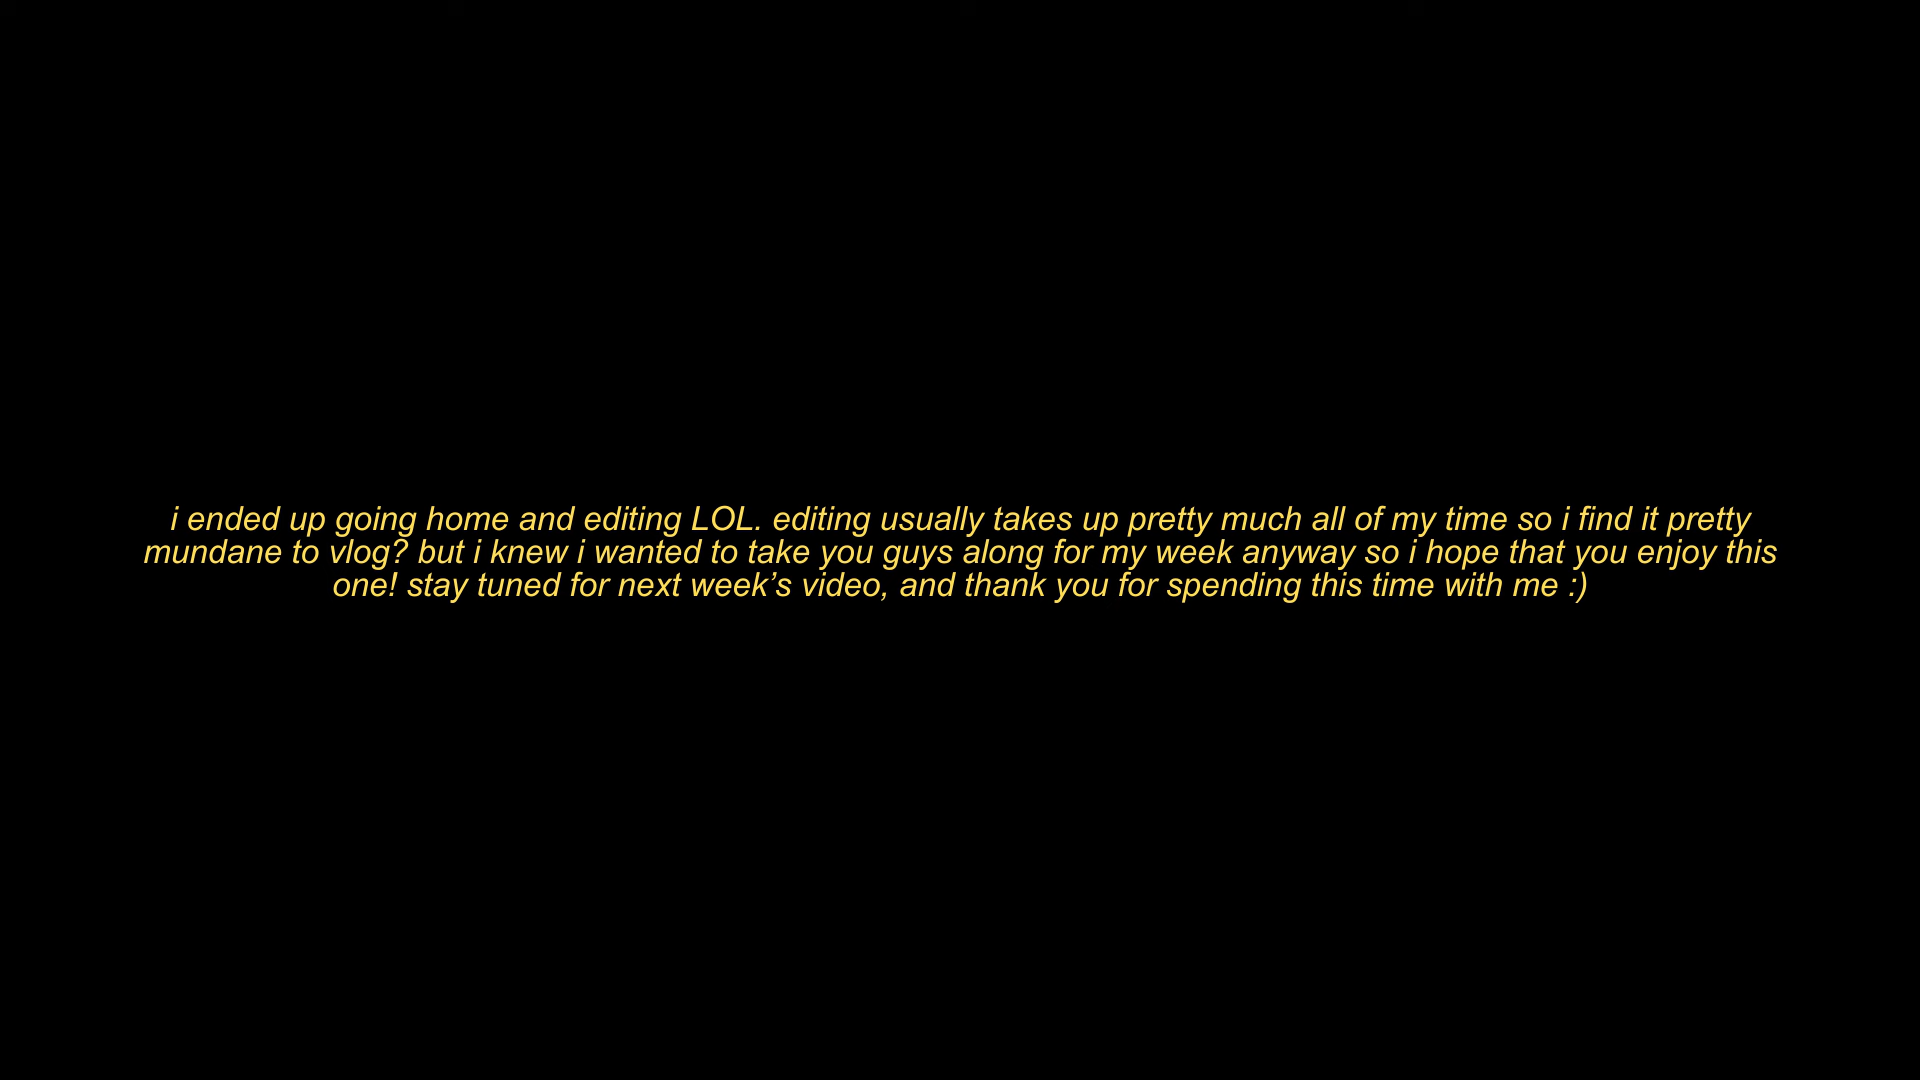 i ended up going home and editing LOL. editing usually takes up pretty much all of my time so i find it pretty
mundane to vlog? but i knew i wanted to take you guys along for my week anyway so i hope that you enjoy this
one! stay tuned for next week’s video, and thank you for spending this time with me :)